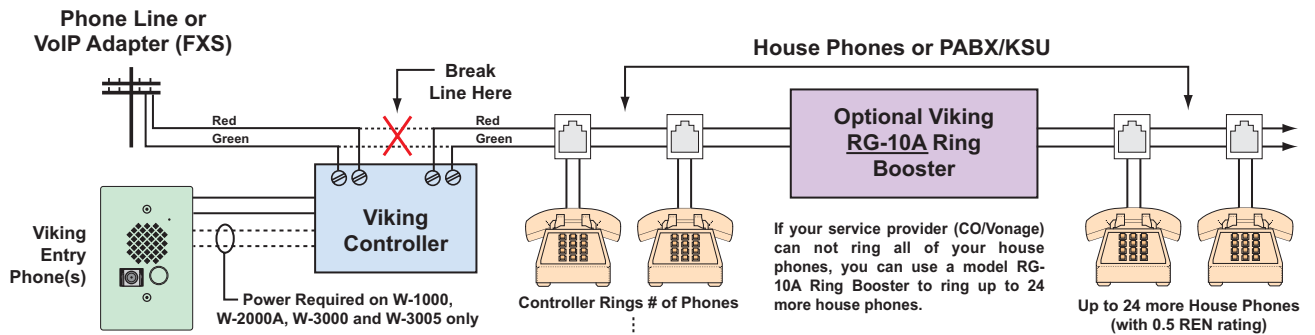 Phone Line or
VoIP Adapter (FXS)
House Phones or PABX/KSU
Break
Line Here
Red
Green
Red
Green
Optional Viking
RG-10A Ring
Booster
Viking
Controller
Viking
Entry
Phone(s)
Power Required on W-1000,
W-2000A, W-3000 and W-3005 only
Controller Rings # of Phones
If your service provider (CO/Vonage)
can not ring all of your house
phones, you can use a model RG-
10A Ring Booster to ring up to 24
more house phones.
Up to 24 more House Phones
(with 0.5 REN rating)